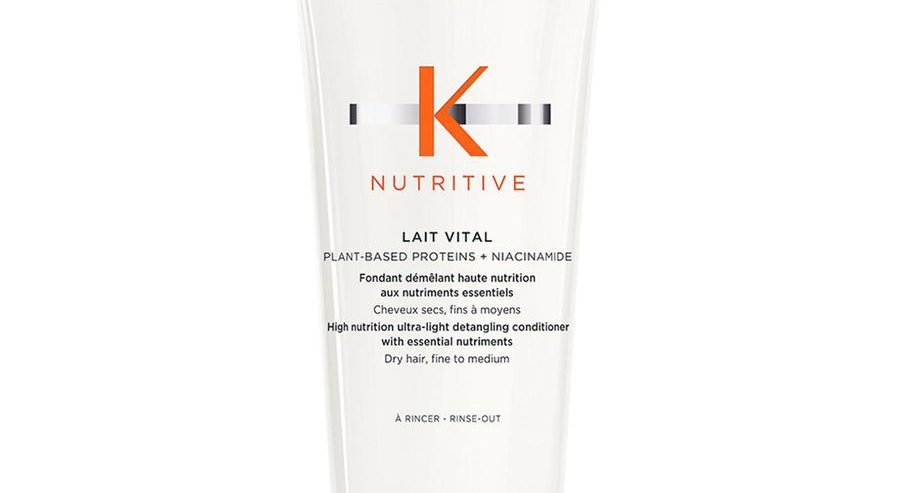 K
NUTRITIVE
LAIT VITAL
PLANT-BASED PROTEINS + NIACINAMIDE
Fondant démêlant haute nutrition
aux nutriments essentiels
Cheveux secs, fins à moyens
High nutrition ultra-light detangling conditioner
with essential nutriments
Dry hair, fine to medium
À RINCER - RINSE-OUT